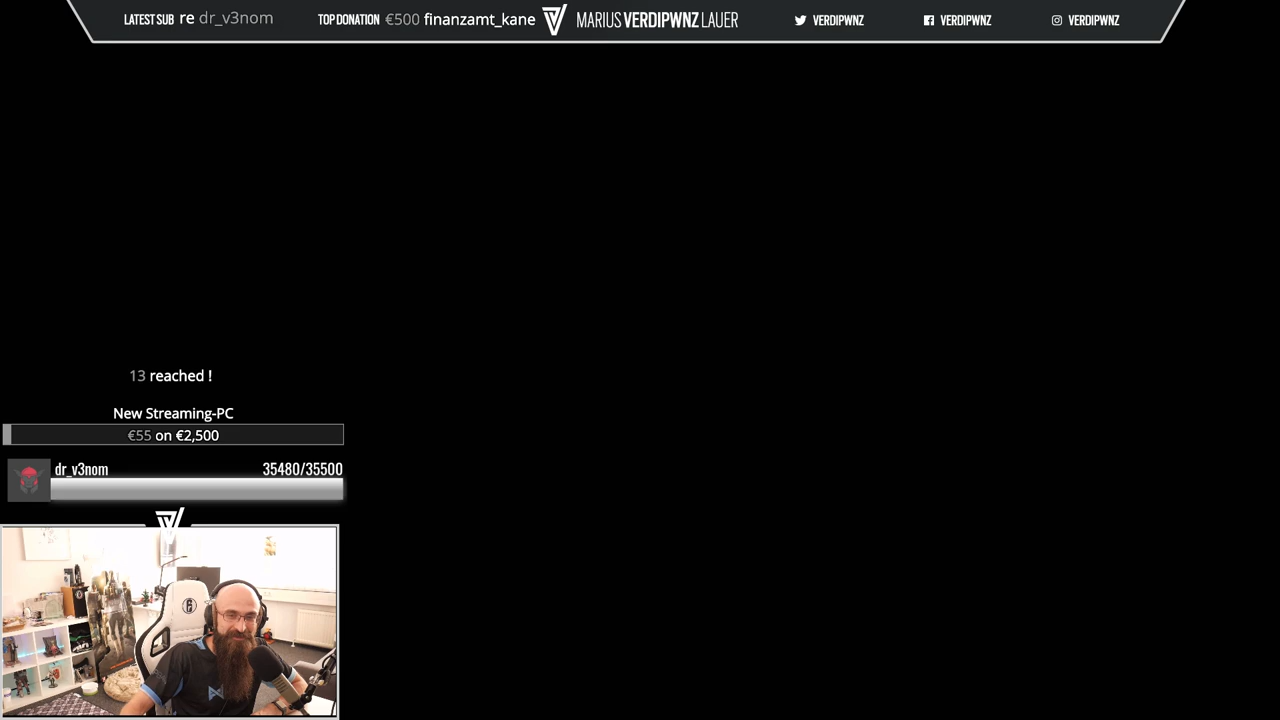 LATEST SUB re dr_v3nom TOP DONATION €500 finanzamt_kane MARIUS VERDIPWNZ LAUER VERDIPWNZ VERDIPWNZ VERDIPWNZ
13 reached !
New Streaming-PC
€55 on €2,500
dr_v3nom 35480/35500